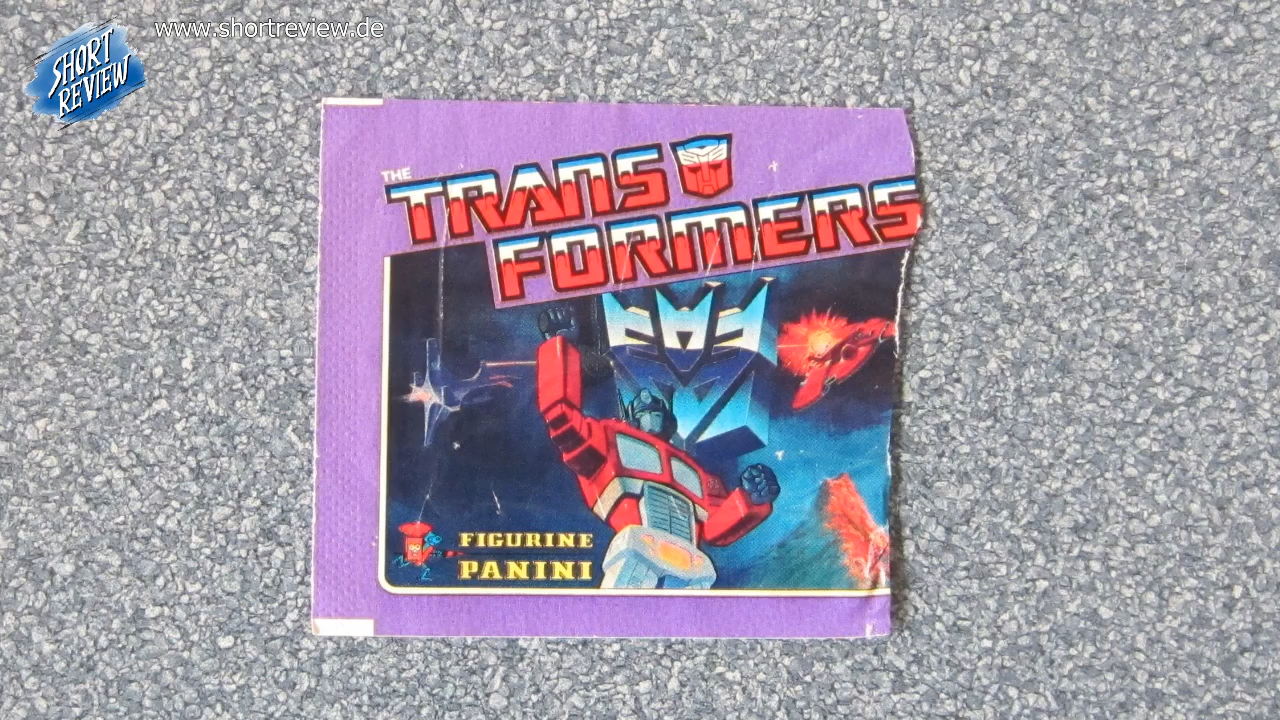 www.shortreview.de
SHORT
REVIEW
THE
TRANS
FORMERS
FIGURINE
PANINI